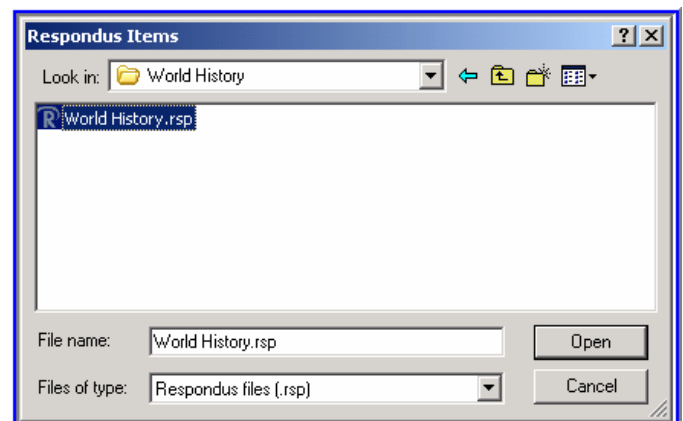 Respondus Items
Look in: World History
World History.rsp
File name: World History.rsp Open
Files of type: Respondus files (.rsp) Cancel